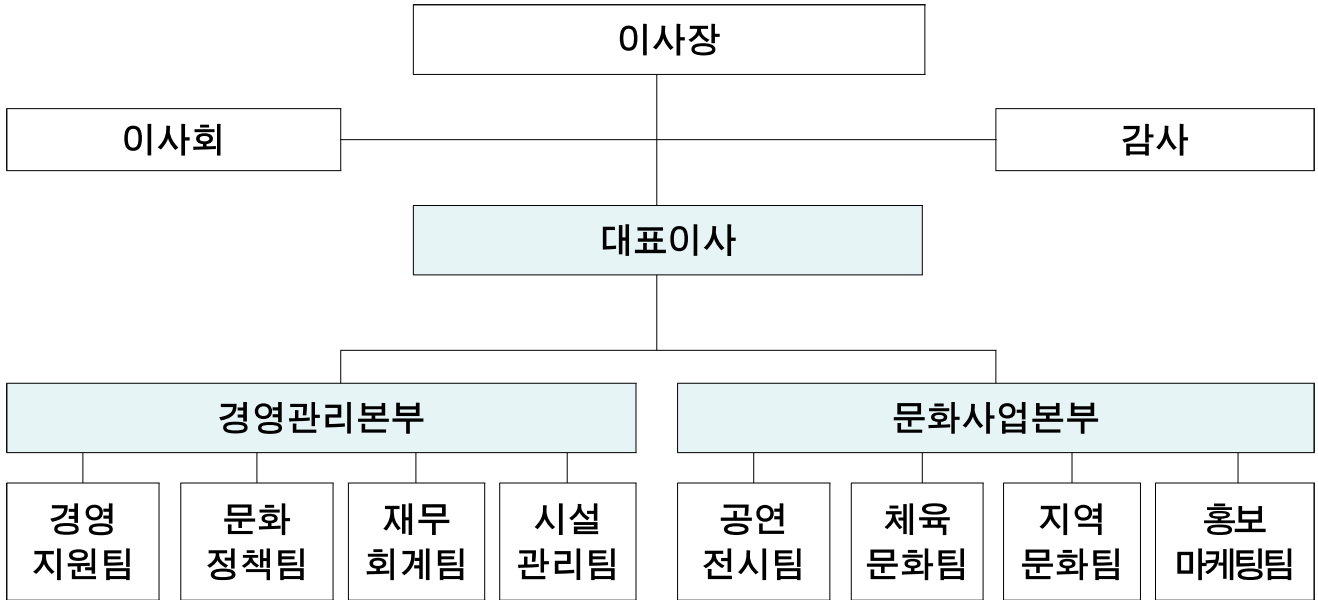 이사장
이사회
감사
대표이사
경영관리본부
문화사업본부
경영
지원팀
문화
정책팀
재무
회계팀
시설
관리팀
공연
전시팀
체육
문화팀
지역
문화팀
홍보
마케팅팀